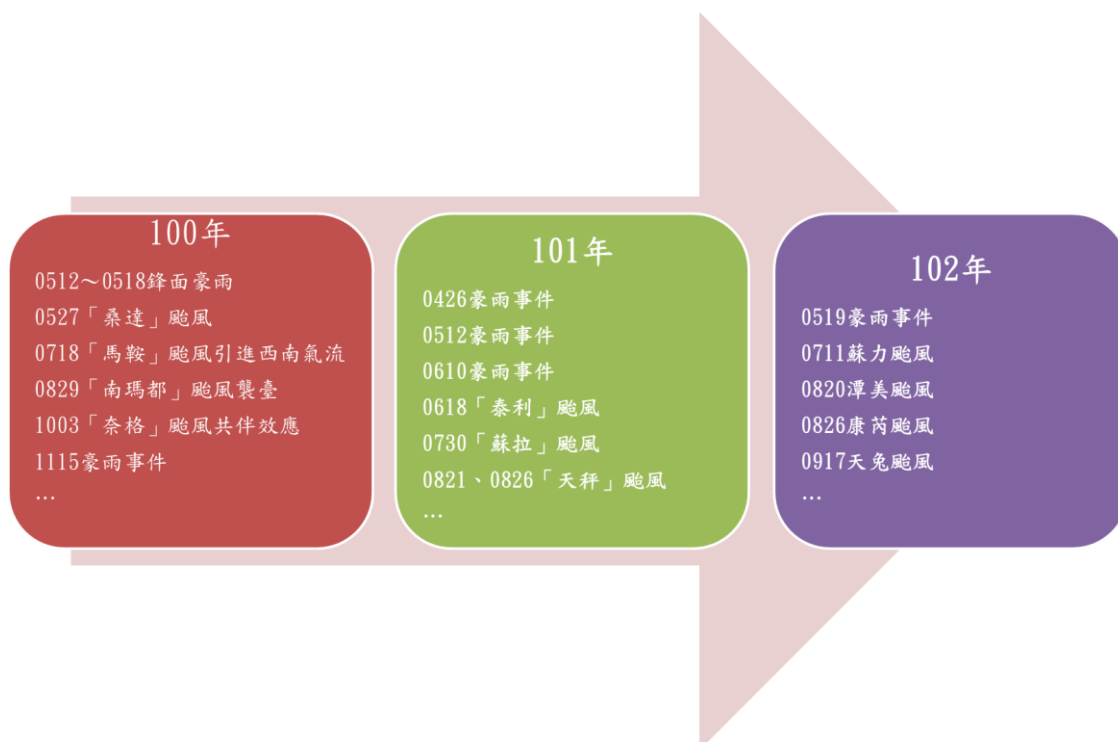 100年
0512～0518鋒面豪雨
0527「桑達」颱風
0718「馬鞍」颱風引進西南氣流
0829「南瑪都」颱風襲臺
1003「奈格」颱風共伴效應
1115豪雨事件
…
101年
0426豪雨事件
0512豪雨事件
0610豪雨事件
0618「泰利」颱風
0730「蘇拉」颱風
0821、0826「天秤」颱風
…
102年
0519豪雨事件
0711蘇力颱風
0820潭美颱風
0826康芮颱風
0917天兔颱風
…